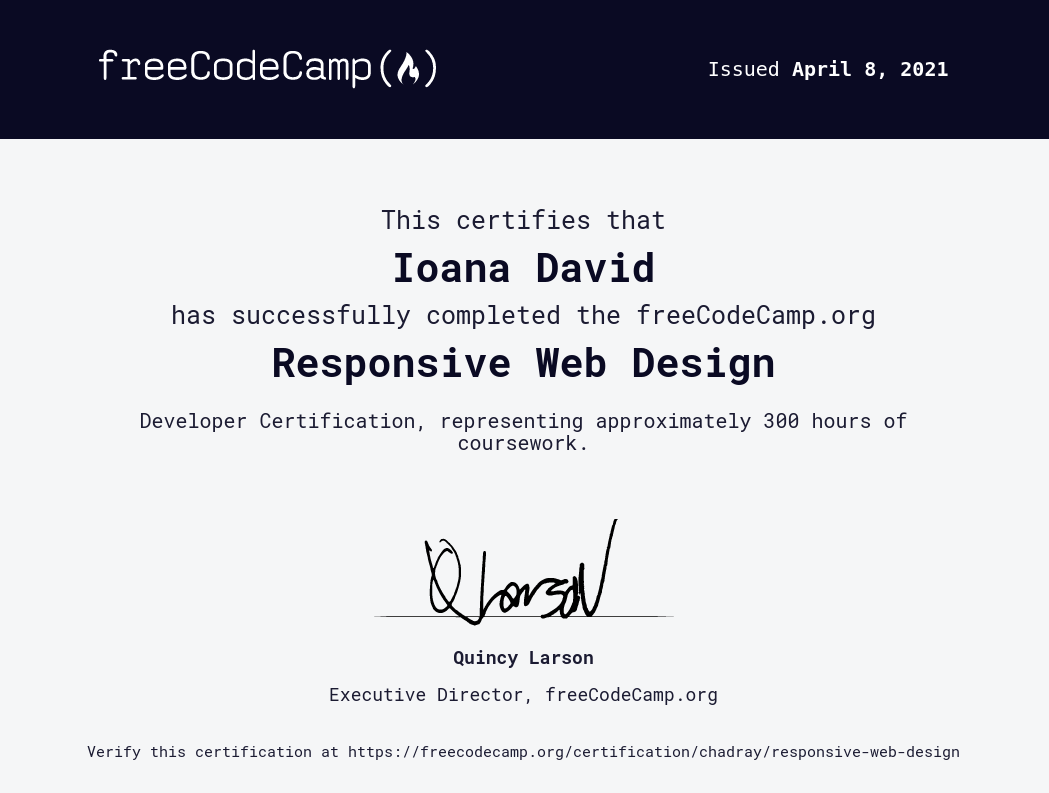 freeCodeCamp(🔥)
Issued April 8, 2021
This certifies that
Ioana David
has successfully completed the freeCodeCamp.org
Responsive Web Design
Developer Certification, representing approximately 300 hours of
coursework.
Q Larson
Quincy Larson
Executive Director, freeCodeCamp.org
Verify this certification at https://freecodecamp.org/certification/chadray/responsive-web-design